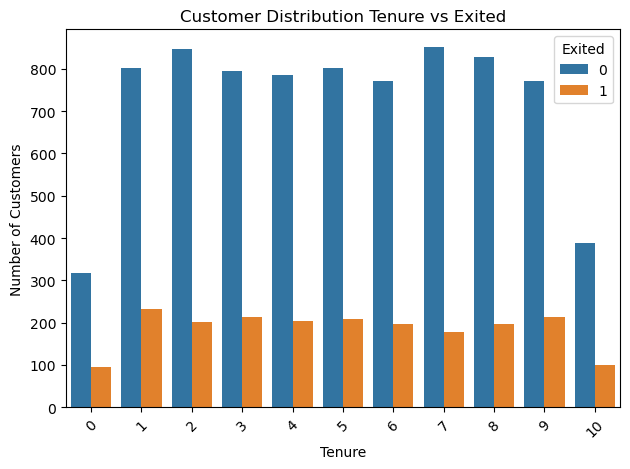 Customer Distribution Tenure vs Exited
Exited
0
1
Number of Customers
800
700
600
500
400
300
200
100
0
0 1 2 3 4 5 6 7 8 9 10
Tenure